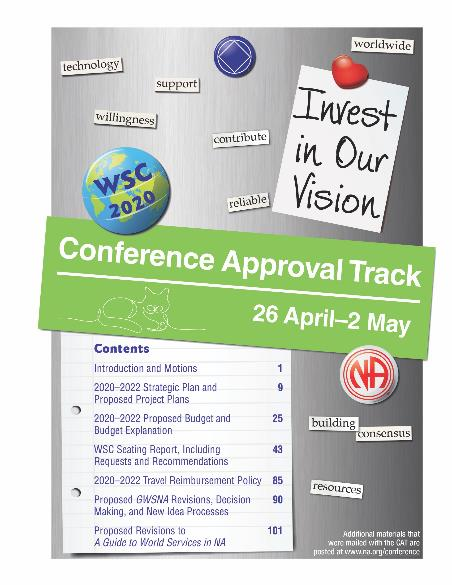 worldwide
technology
support
willingness
contribute
reliable
Invest
in Our
Vision
WSC
2020
Conference Approval Track
26 April–2 May
Contents
Introduction and Motions 1
2020–2022 Strategic Plan and 9
Proposed Project Plans
2020–2022 Proposed Budget and 25
Budget Explanation
WSC Seating Report, Including 43
Requests and Recommendations
2020–2022 Travel Reimbursement Policy 85
Proposed GWSNA Revisions, Decision 90
Making, and New Idea Processes
Proposed Revisions to 101
A Guide to World Services in NA
NA
building
consensus
resources
Additional materials that
were mailed with the CAT are
posted at www.na.org/conference